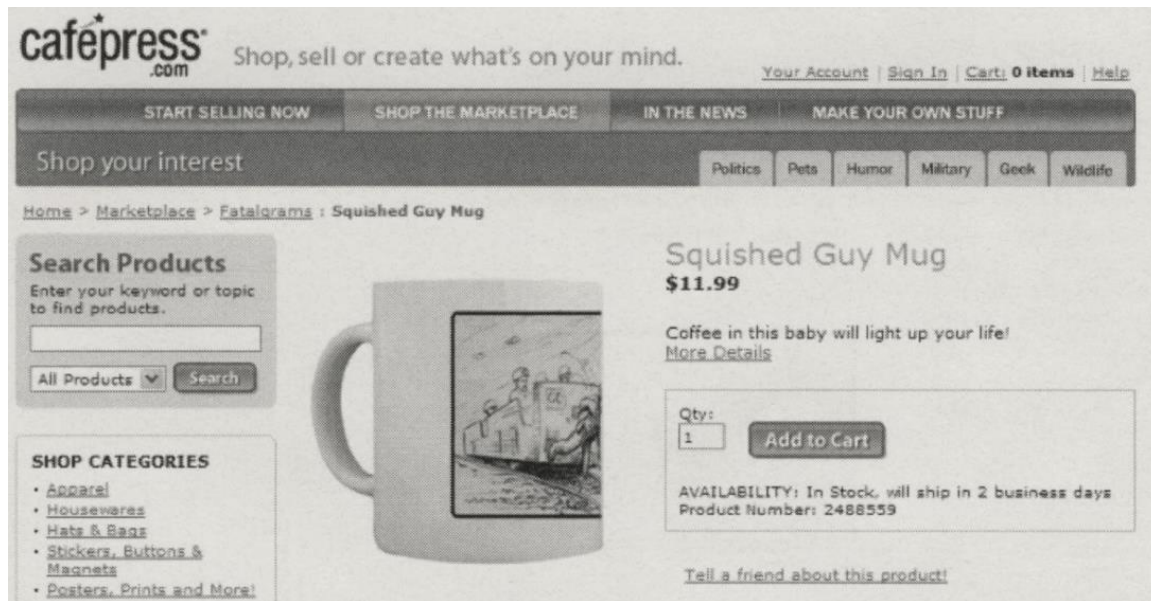 cafépress.com
Shop, sell or create what's on your mind.
Your Account | Sign In | Cart: 0 items | Help
START SELLING NOW
SHOP THE MARKETPLACE
IN THE NEWS
MAKE YOUR OWN STUFF
Shop your interest
Politics
Pets
Humor
Military
Geek
Wildlife
Home > Marketplace > Fatalgrams : Squished Guy Mug
Search Products
Enter your keyword or topic
to find products.
All Products
Search
SHOP CATEGORIES
• Apparel
• Housewares
• Hats & Bags
• Stickers, Buttons &
Magnets
• Posters, Prints and More!
Squished Guy Mug
$11.99
Coffee in this baby will light up your life!
More Details
Qty:
1
Add to Cart
AVAILABILITY: In Stock, will ship in 2 business days
Product Number: 2488559
Tell a friend about this product!